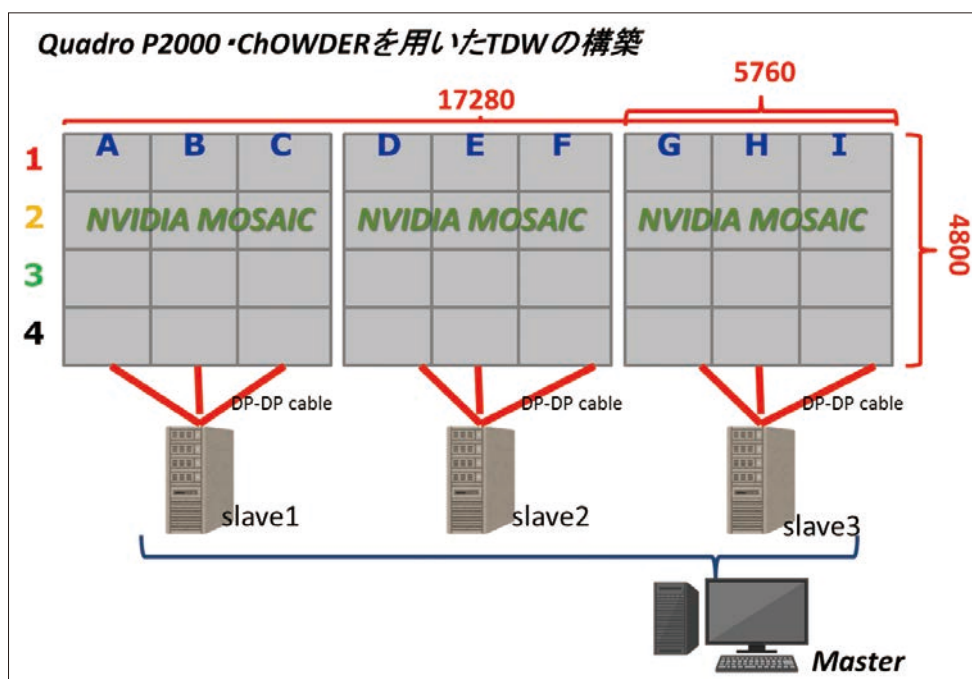 Quadro P2000・ChOWDERを用いたTDWの構築
5760
17280
A B C D E F G H I
1
2
NVIDIA MOSAIC NVIDIA MOSAIC NVIDIA MOSAIC
3
4
4800
DP-DP cable DP-DP cable DP-DP cable
slave1 slave2 slave3
Master